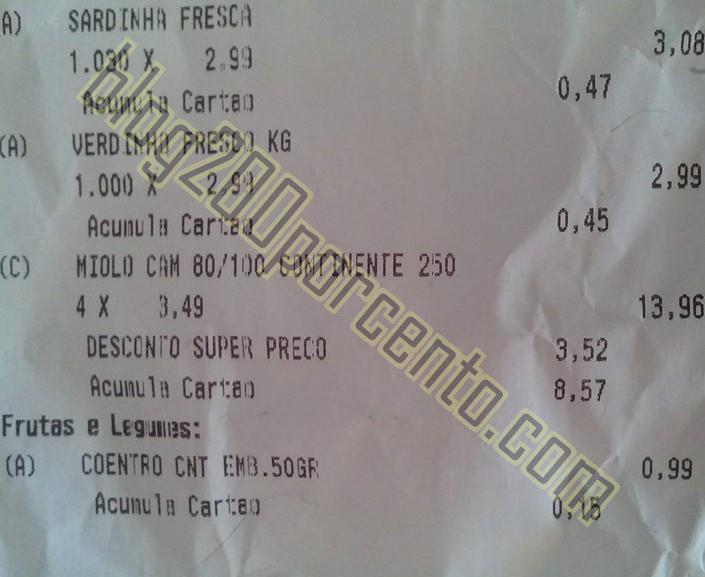 (A) SARDINHA FRESCA
1.030 X 2,99 3,08
Acumula Cartao 0,47
(A) VERDINHO FRESCO KG
1.000 X 2,99 2,99
Acumula Cartao 0,45
(C) MIOLO CAM 80/100 CONTINENTE 250
4 X 3,49 13,96
DESCONTO SUPER PRECO 3,52
Acumula Cartao 8,57
Frutas e Legumes:
(A) COENTRO CNT EMB.50GR 0,99
Acumula Cartao 0,15
blog200porcento.com